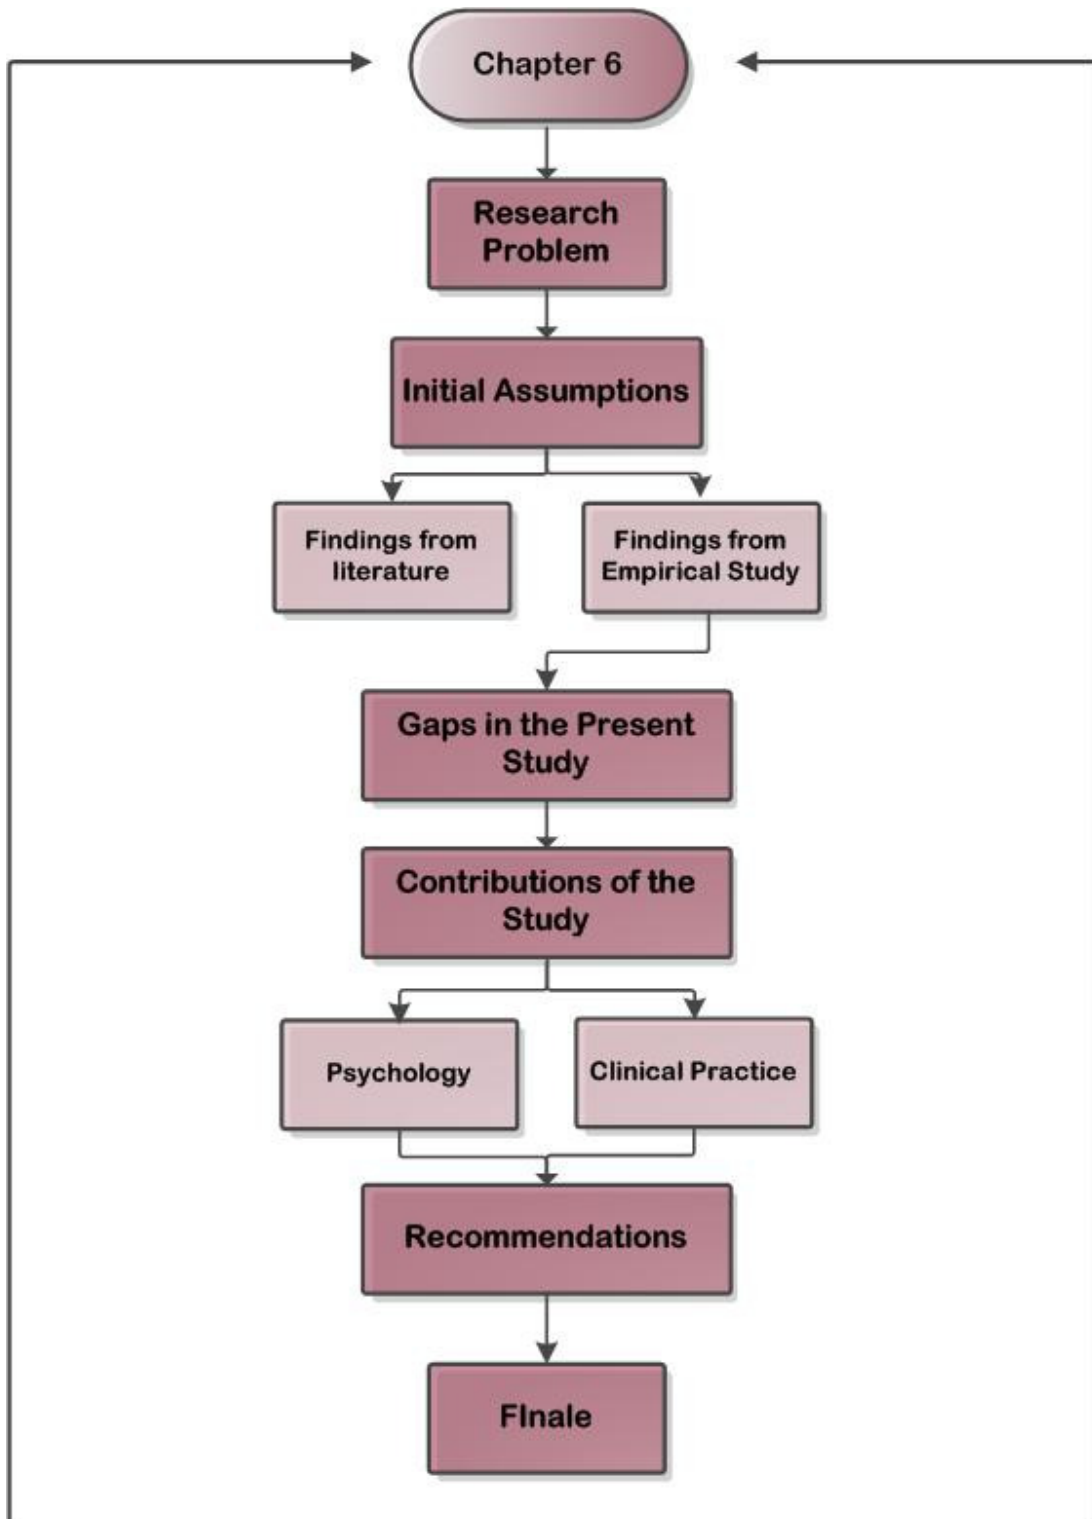 Chapter 6
Research
Problem
Initial Assumptions
Findings from
literature
Findings from
Empirical Study
Gaps in the Present
Study
Contributions of the
Study
Psychology
Clinical Practice
Recommendations
FInale